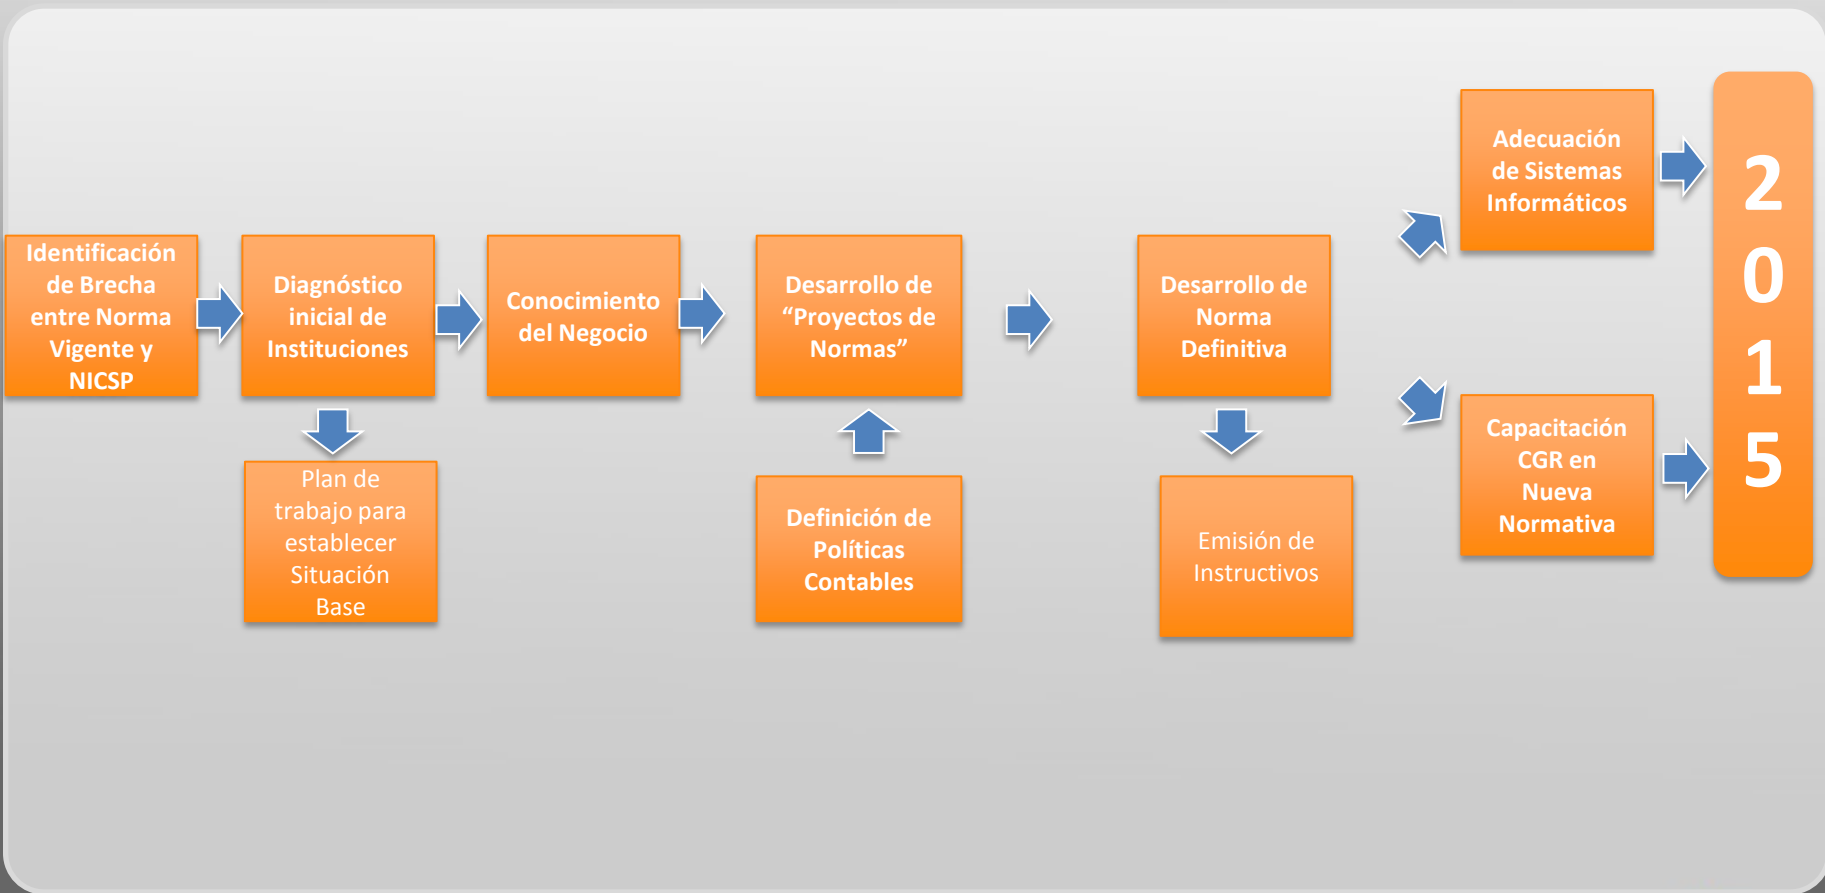 Identificación
de Brecha
entre Norma
Vigente y
NICSP
Diagnóstico
inicial de
Instituciones
Conocimiento
del Negocio
Desarrollo de
“Proyectos de
Normas”
Desarrollo de
Norma
Definitiva
Adecuación
de Sistemas
Informáticos
Capacitación
CGR en
Nueva
Normativa
Plan de
trabajo para
establecer
Situación
Base
Definición de
Políticas
Contables
Emisión de
Instructivos
2
0
1
5